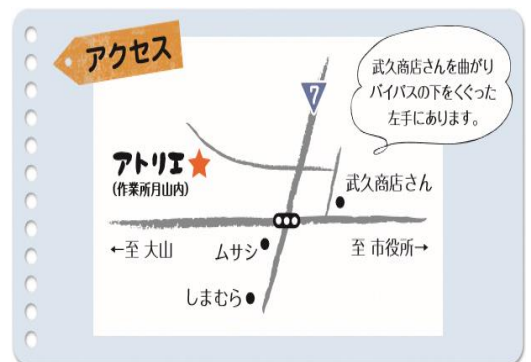 アクセス
武久商店さんを曲がり
バイパスの下をくぐった
左手にあります。
7
アトリエ
(作業所月山内)
武久商店さん
←至 大山
ムサシ
至 市役所→
しまむら